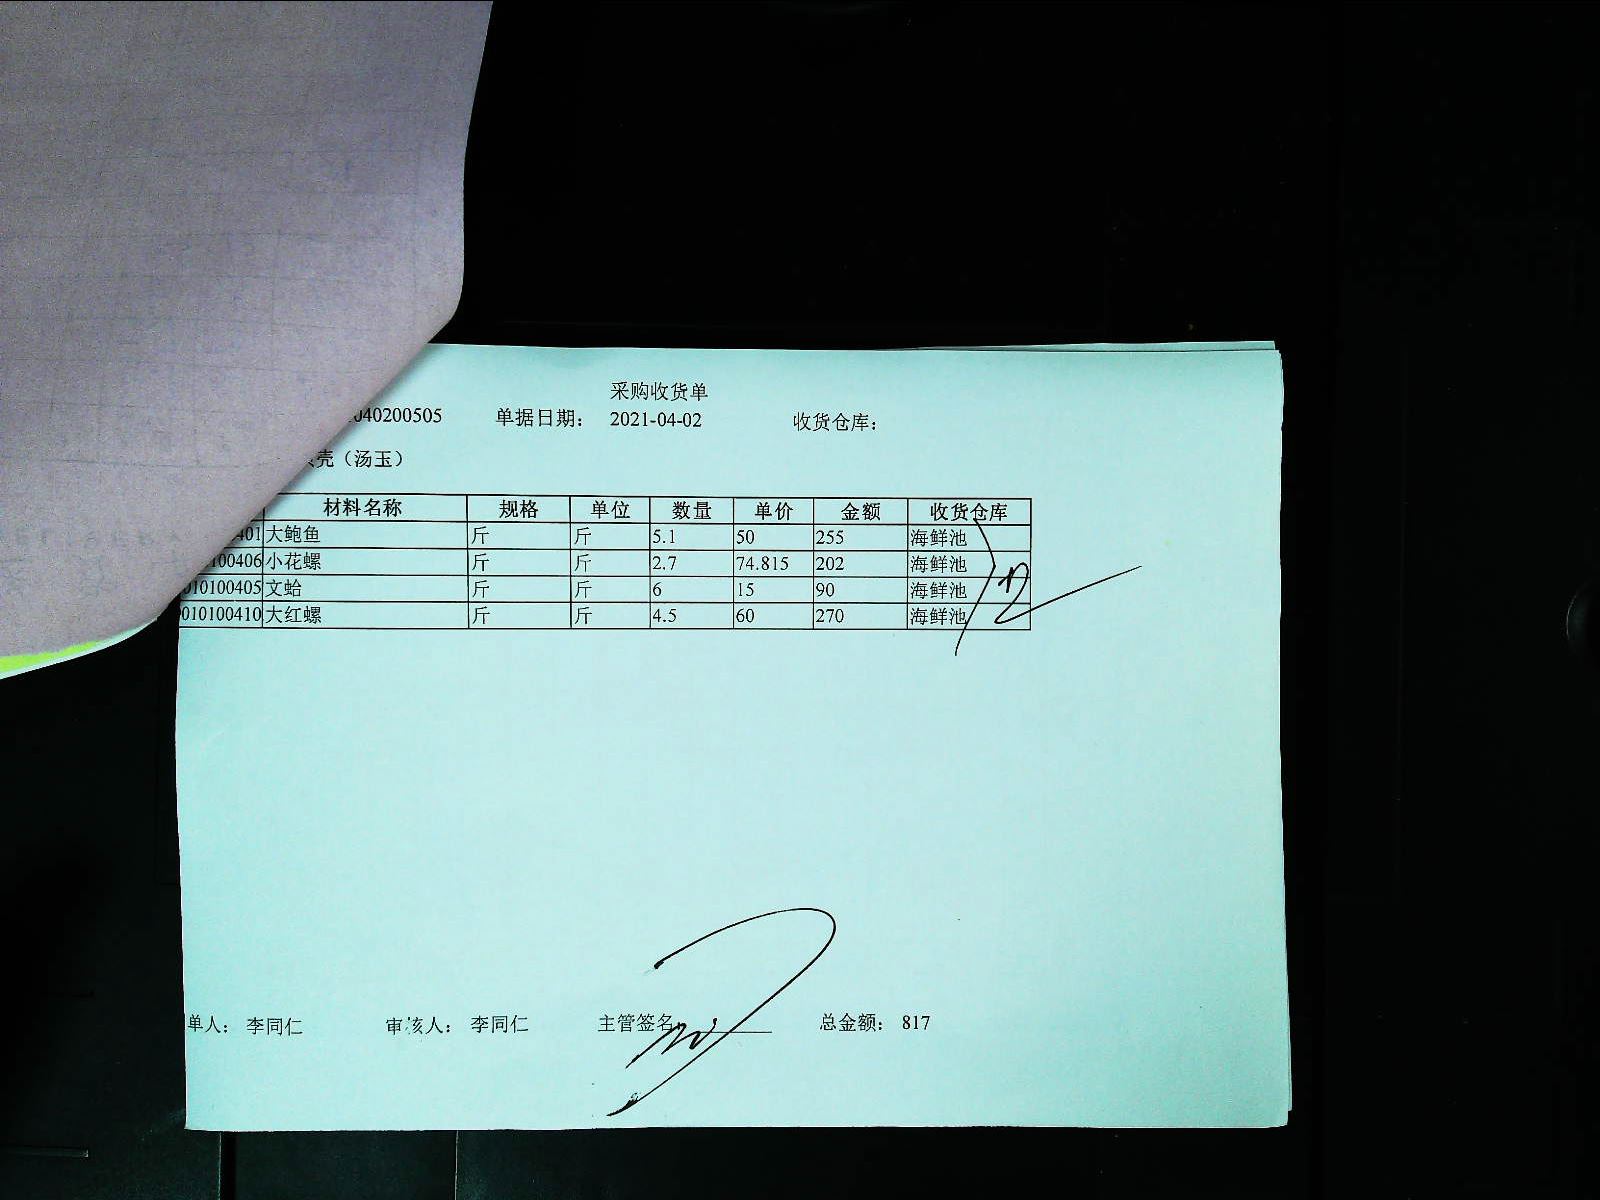 采购收货单
040200505 单据日期： 2021-04-02 收货仓库：
壳（汤玉）
材料名称 规格 单位 数量 单价 金额 收货仓库
401 大鲍鱼 斤 斤 5.1 50 255 海鲜池
100406 小花螺 斤 斤 2.7 74.815 202 海鲜池
010100405 文蛤 斤 斤 6 15 90 海鲜池
010100410 大红螺 斤 斤 4.5 60 270 海鲜池
单人： 李同仁 审核人： 李同仁 主管签名 总金额： 817